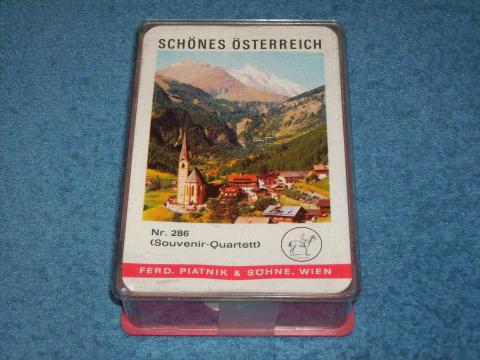 SCHÖNES ÖSTERREICH
Nr. 286
(Souvenir-Quartett)
FERD. PIATNIK & SÖHNE, WIEN